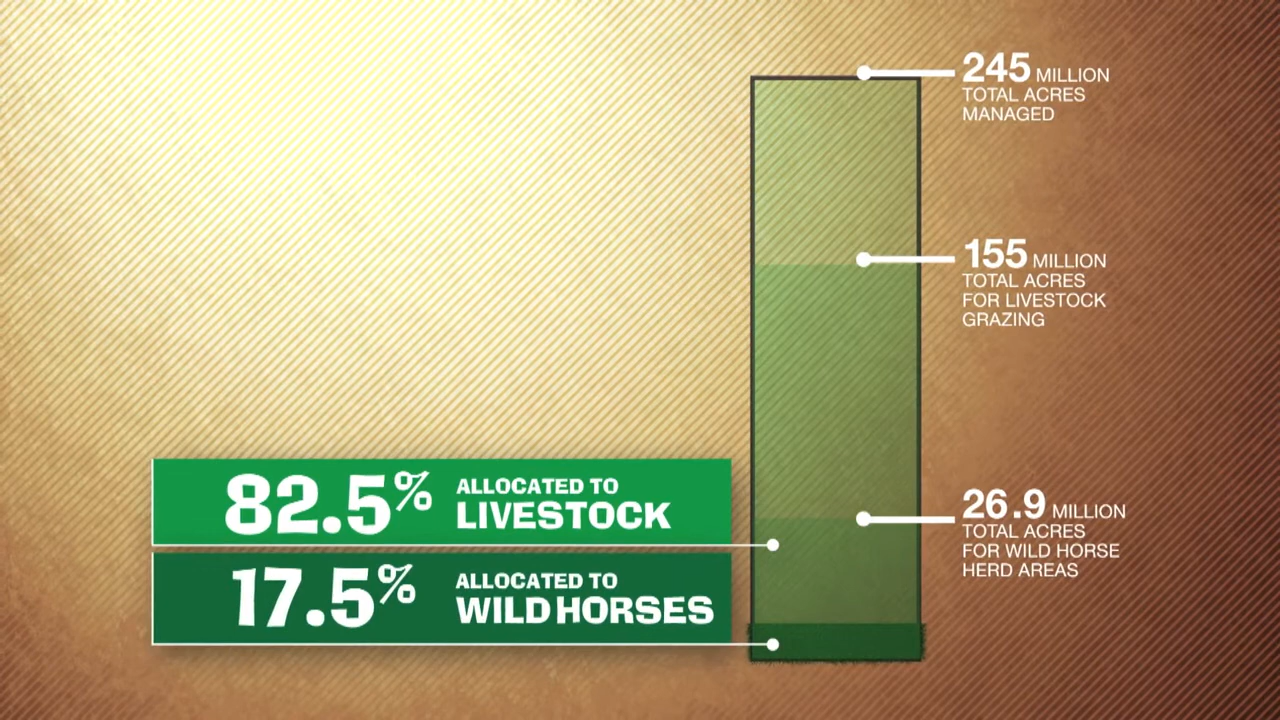 245 MILLION
TOTAL ACRES
MANAGED
155 MILLION
TOTAL ACRES
FOR LIVESTOCK
GRAZING
82.5% ALLOCATED TO
LIVESTOCK
26.9 MILLION
TOTAL ACRES
FOR WILD HORSE
HERD AREAS
17.5% ALLOCATED TO
WILD HORSES